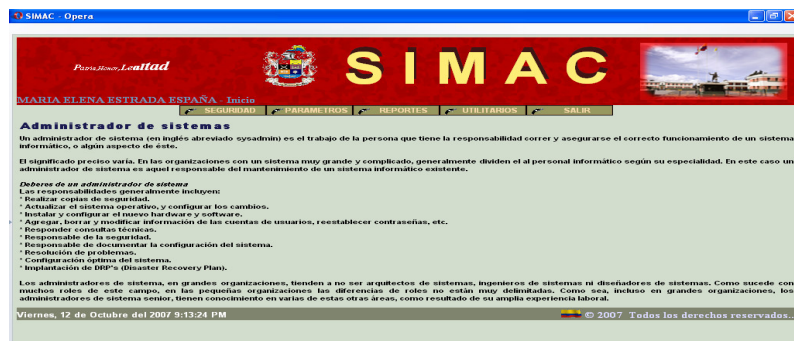 SIMAC - Opera
Patria, Honor, Lealtad
SIMAC
MARIA ELENA ESTRADA ESPAÑA - Inicio
SEGURIDAD PARAMETROS REPORTES UTILITARIOS SALIR
Administrador de sistemas
Un administrador de sistema (en inglés abreviado sysadmin) es el trabajo de la persona que tiene la responsabilidad correr y asegurarse el correcto funcionamiento de un sistema
informático, o algún aspecto de éste.
El significado preciso varía. En las organizaciones con un sistema muy grande y complicado, generalmente dividen el al personal informático según su especialidad. En este caso un
administrador de sistema es aquel responsable del mantenimiento de un sistema informático existente.
Deberes de un administrador de sistema
Las responsabilidades generalmente incluyen:
* Realizar copias de seguridad.
* Actualizar el sistema operativo, y configurar los cambios.
* Instalar y configurar el nuevo hardware y software.
* Agregar, borrar y modificar información de las cuentas de usuarios, reestablecer contraseñas, etc.
* Responder consultas técnicas.
* Responsable de la seguridad.
* Responsable de documentar la configuración del sistema.
* Resolución de problemas.
* Configuración óptima del sistema.
* Implantación de DRP's (Disaster Recovery Plan).
Los administradores de sistema, en grandes organizaciones, tienden a no ser arquitectos de sistemas, ingenieros de sistemas ni diseñadores de sistemas. Como sucede con
muchos roles de este campo, en las pequeñas organizaciones las diferencias de roles no están muy delimitadas. Como sea, incluso en grandes organizaciones, los
administradores de sistema senior, tienen conocimiento en varias de estas otras áreas, como resultado de su amplia experiencia laboral.
Viernes, 12 de Octubre del 2007 9:13:24 PM
© 2007 Todos los derechos reservados..